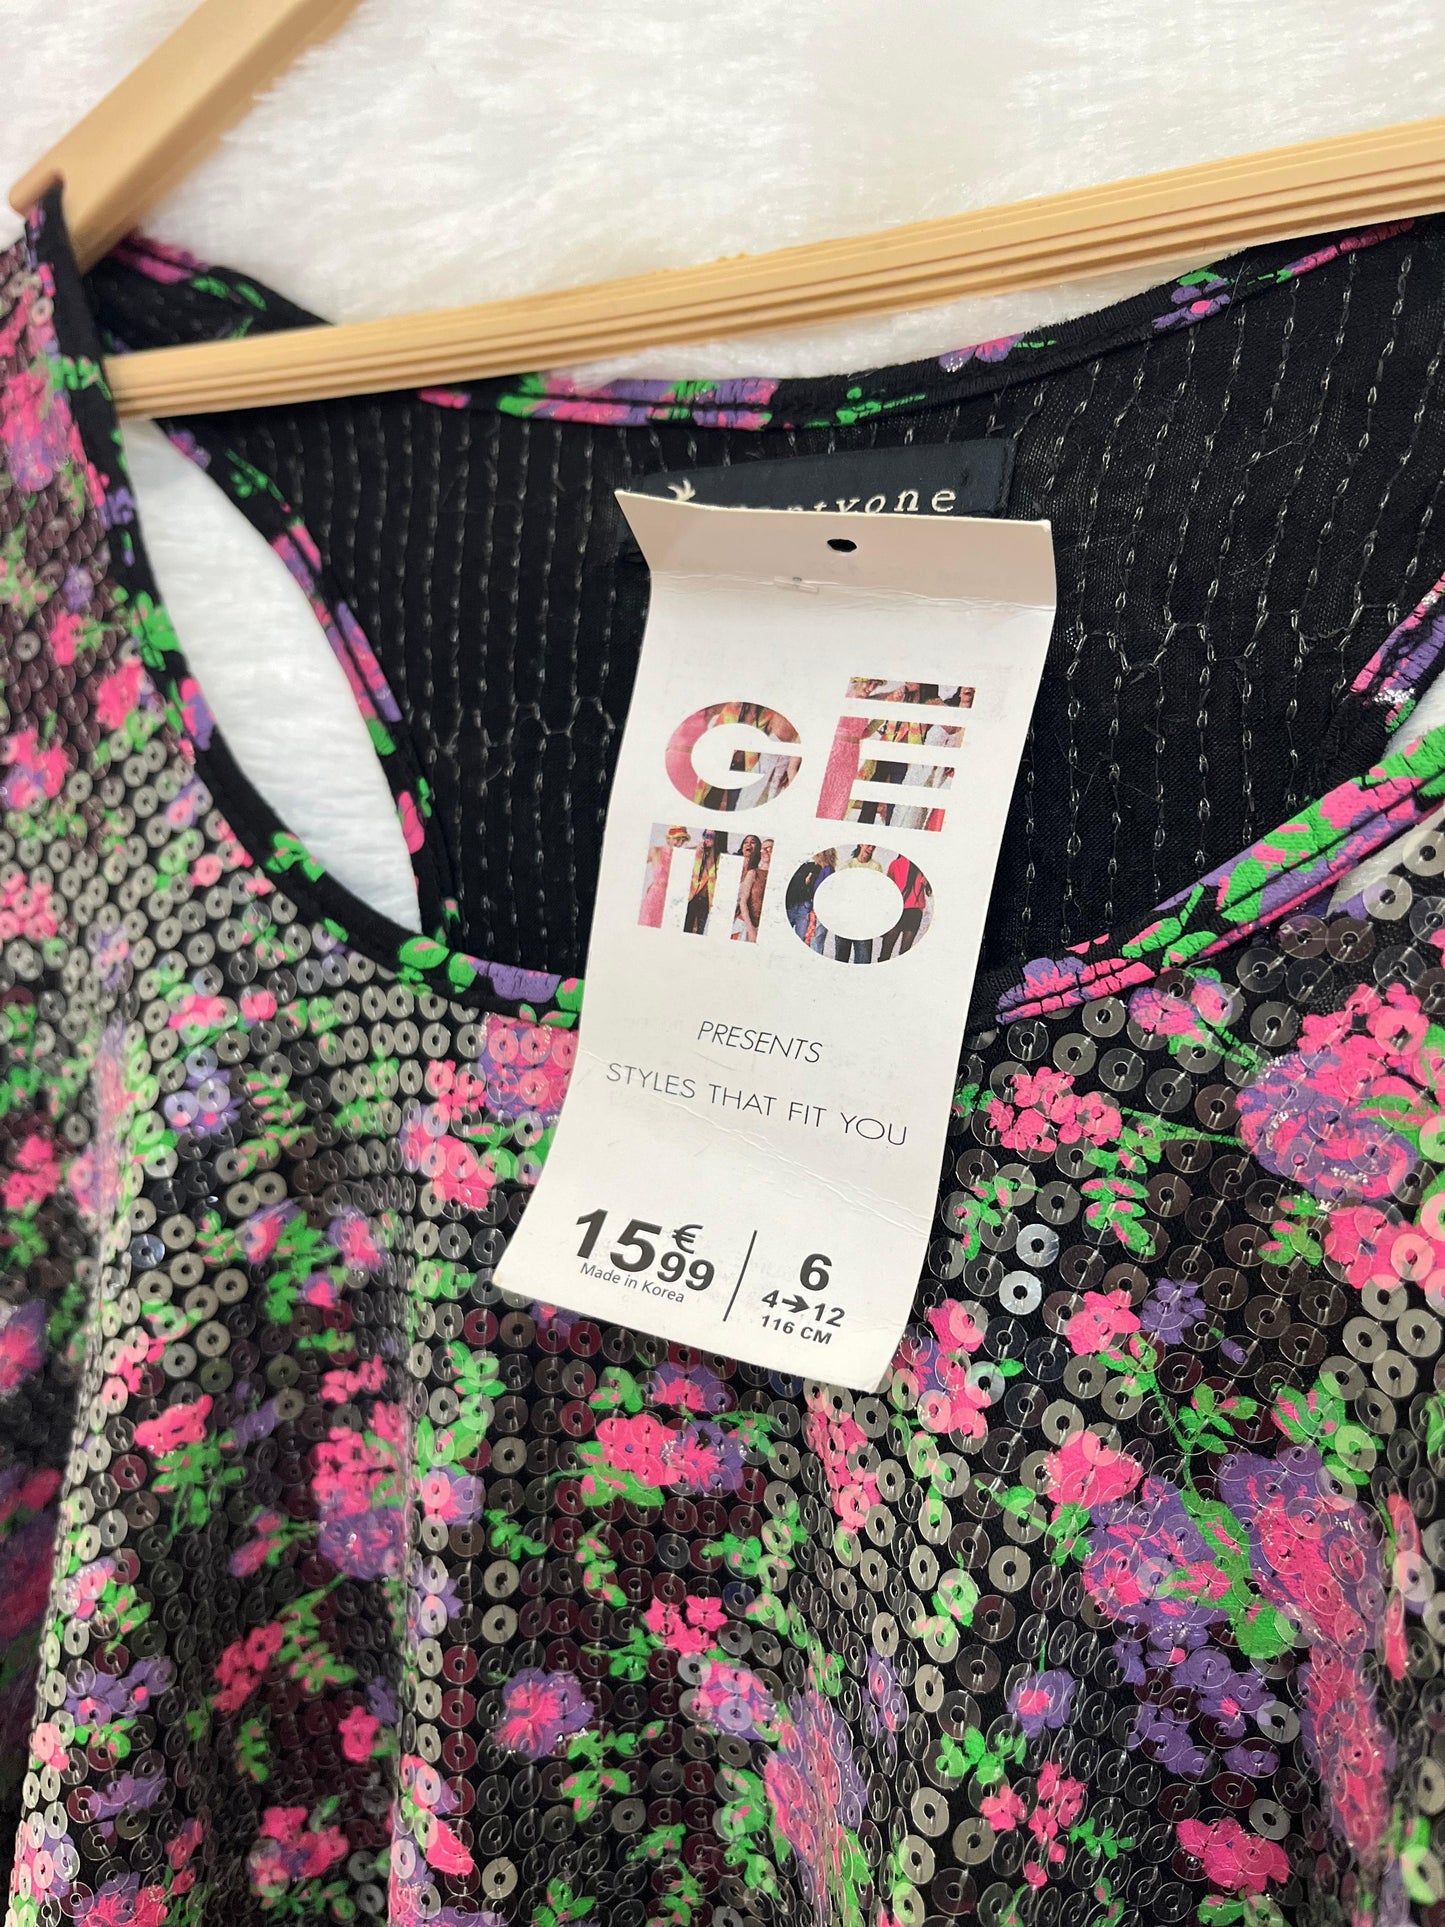 GÉ
MO
PRESENTS
STYLES THAT FIT YOU
15€99
Made in Korea
6
4→12
116 CM